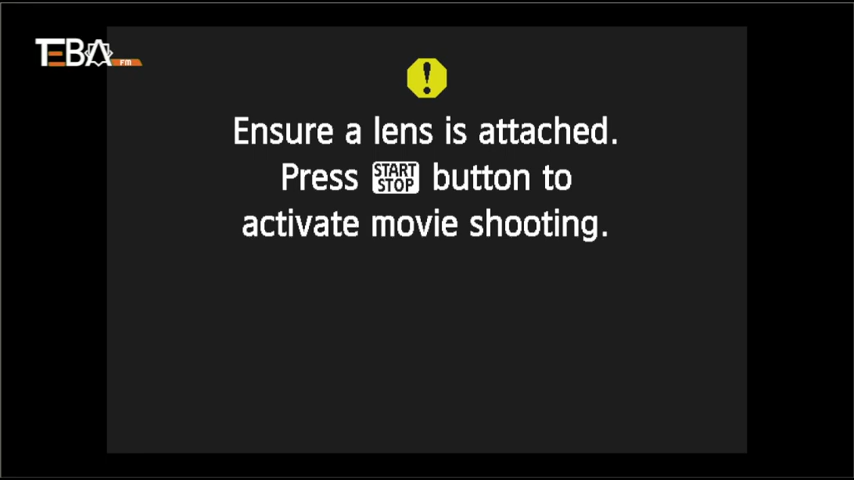 TEBA
FM
Ensure a lens is attached.
Press START STOP button to
activate movie shooting.